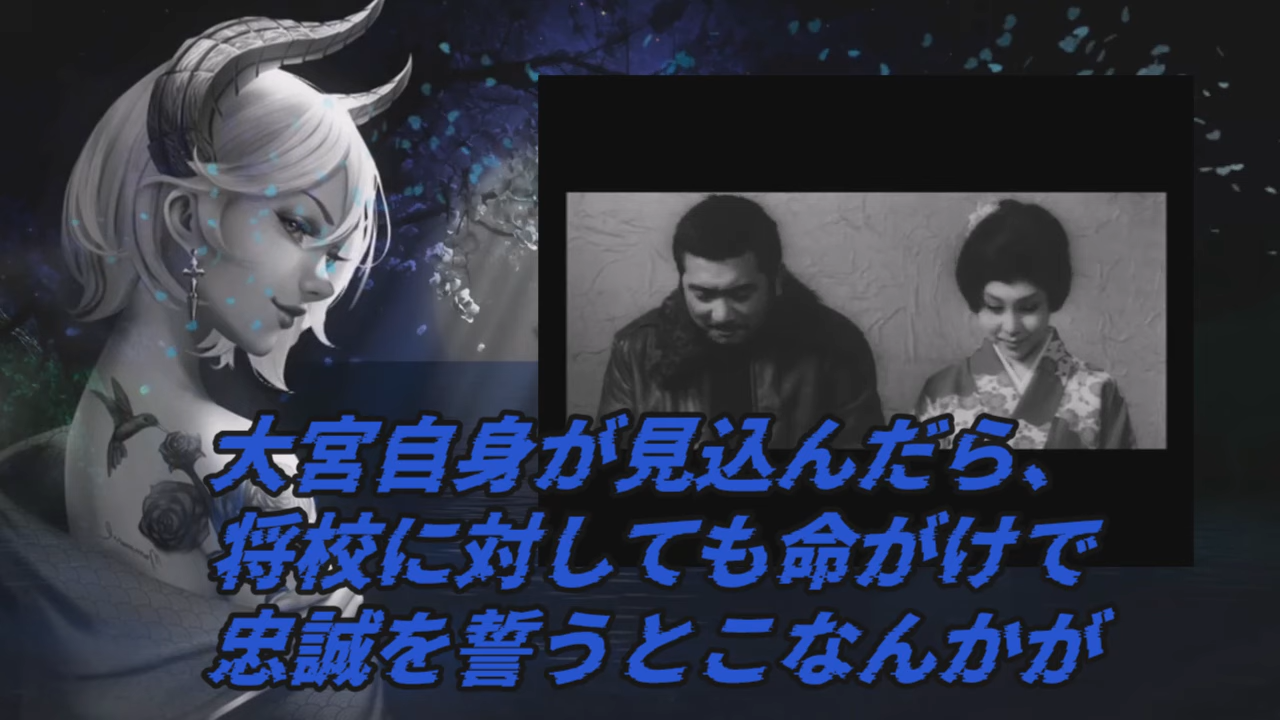 大宮自身が見込んだら、
将校に対しても命がけで
忠誠を誓うとこなんかが